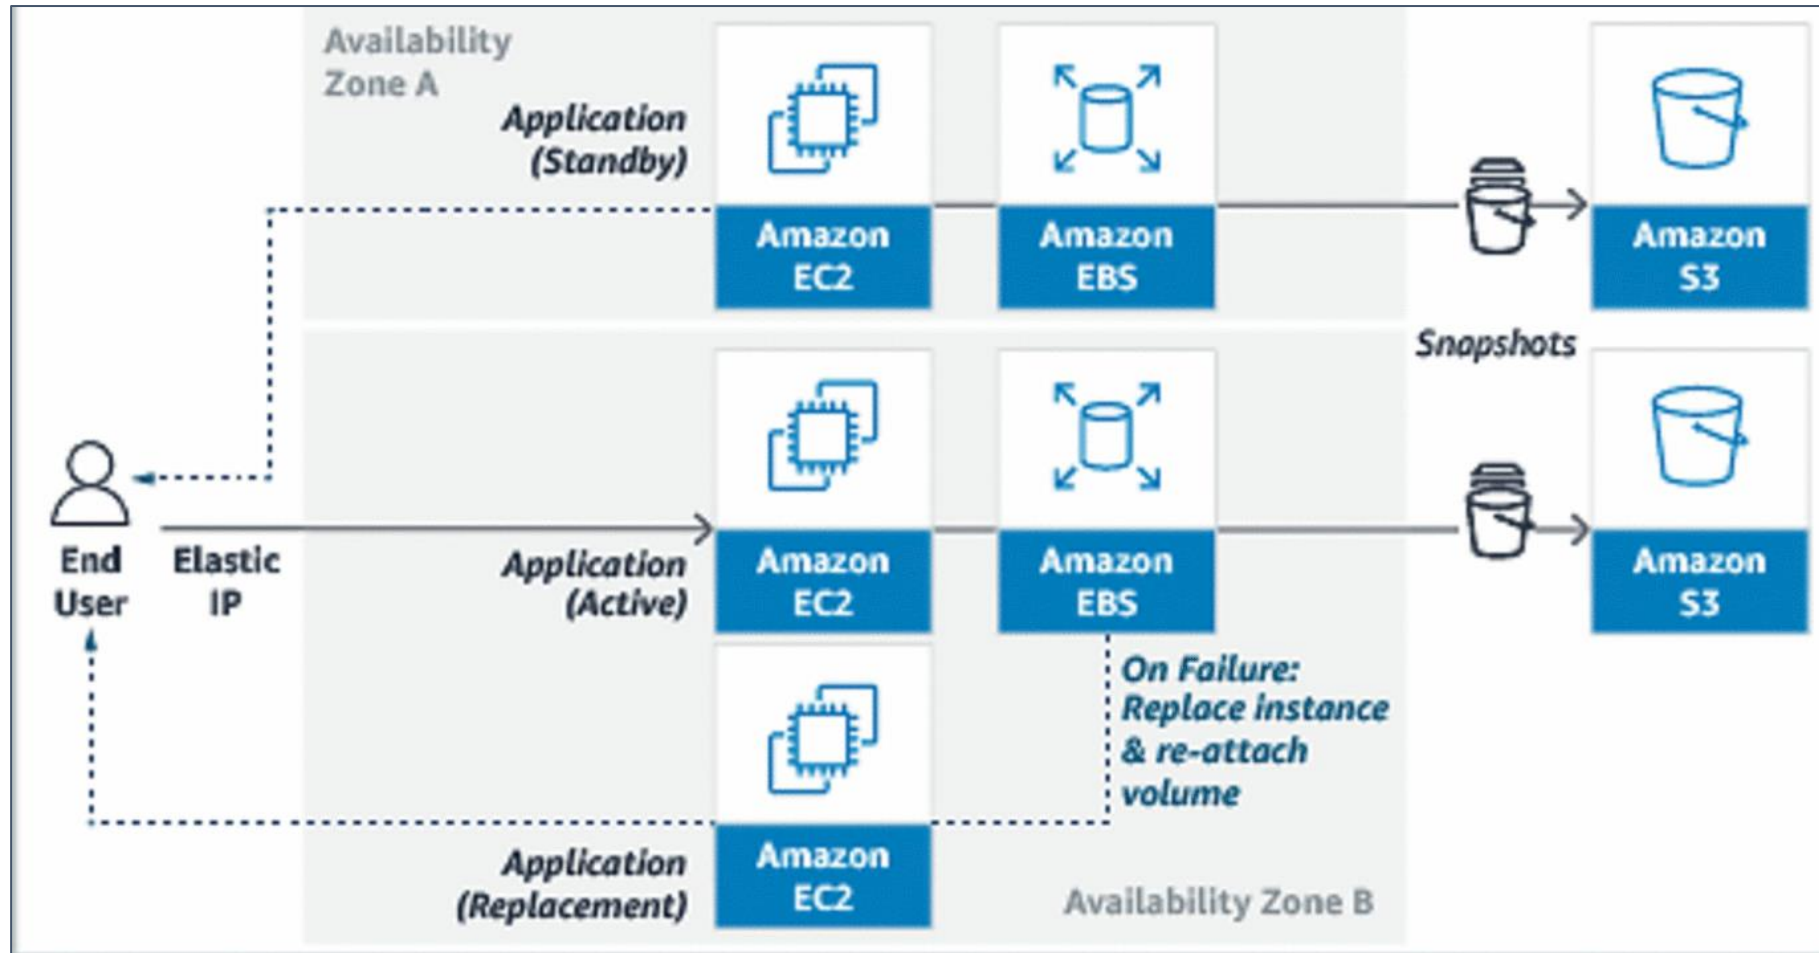 Availability
Zone A
Application
(Standby)
Amazon
EC2
Amazon
EBS
Amazon
S3
Snapshots
End
User
Elastic
IP
Application
(Active)
Amazon
EC2
Amazon
EBS
Amazon
S3
On Failure:
Replace instance
& re-attach
volume
Application
(Replacement)
Amazon
EC2
Availability Zone B